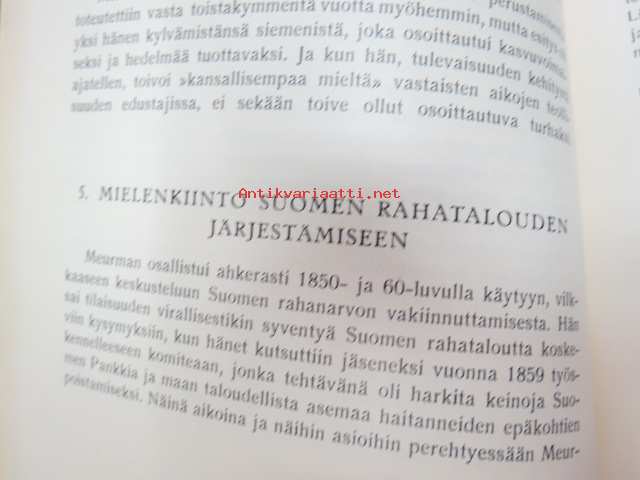 toteutettiin vasta toistakymmentä vuotta myöhemmin, mutta
yksi hänen kylvämistänsä siemenistä, joka osoittautui
seksi ja hedelmää tuottavaksi. Ja kun hän, tulevaisuuden
ajatellen, toivoi »kansallisempaa mieltä» vastaisten aikojen
suuden edustajissa, ei sekään toive ollut osoittautuva
Antikvariaatti.net
5. MIELENKIINTO SUOMEN RAHATALOUDEN
JÄRJESTÄMISEEN
Meurman osallistui ahkerasti 1850- ja 60-luvulla käytyyn, vilk-
kaaseen keskusteluun Suomen rahanarvon vakiinnuttamisesta. Hän
sai tilaisuuden virallisestikin syventyä Suomen rahataloutta koske-
viin kysymyksiin, kun hänet kutsuttiin jäseneksi vuonna 1859 työs-
kennelleeseen komiteaan, jonka tehtävänä oli harkita keinoja Suo-
men Pankkia ja maan taloudellista asemaa haitanneiden epäkohtien
poistamiseksi. Näinä aikoina ja näihin asioihin perehtyessään Meur-